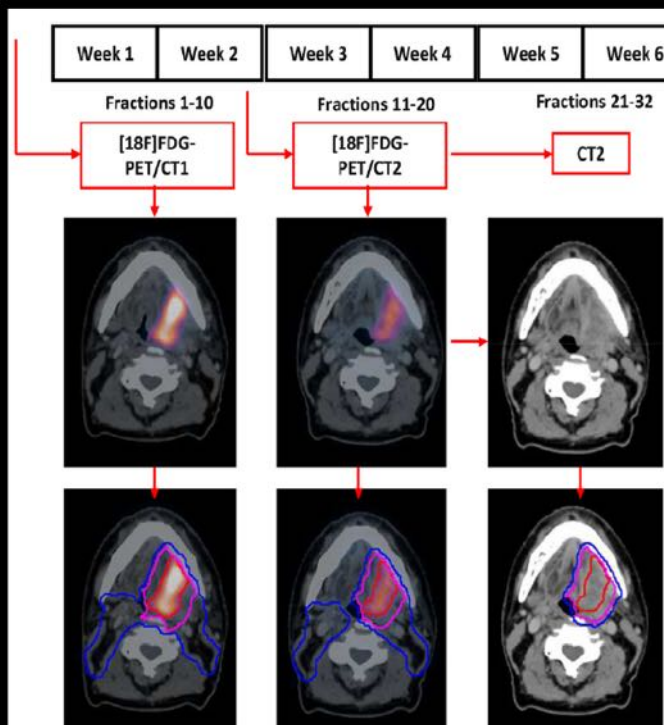 Week 1 Week 2 Week 3 Week 4 Week 5 Week 6
Fractions 1-10 Fractions 11-20 Fractions 21-32
[18F]FDG-
PET/CT1
[18F]FDG-
PET/CT2
CT2